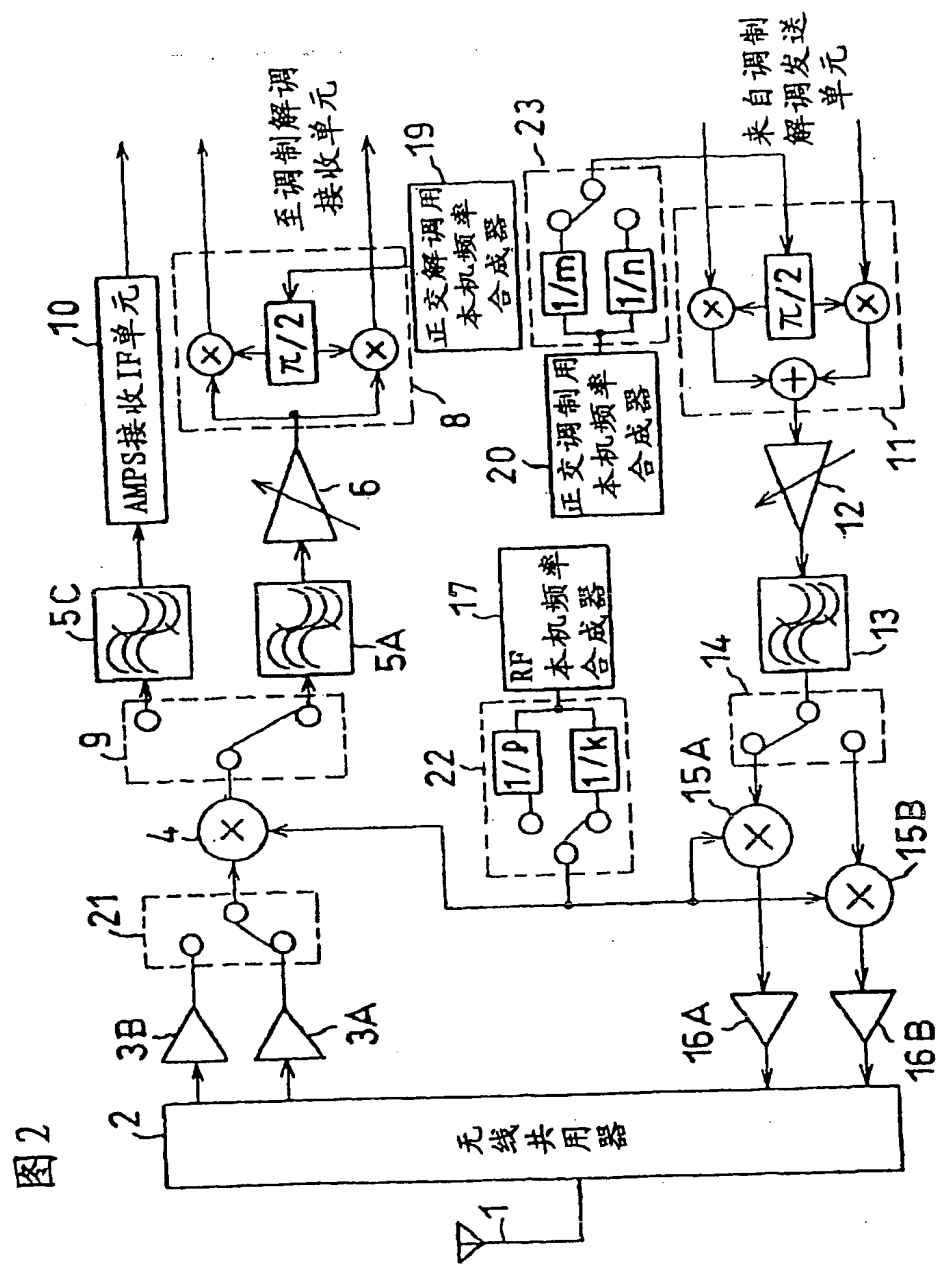 图 2
1
2
无线共用器
3B
3A
21
4
9
5C
5A
10
AMPS接收IF单元
6
8
π/2
至调制解调
接收单元
19
正交解调用
本机频率
合成器
22
1/P
1/k
17
RF
本机频率
合成器
20
正交调制用
本机频率
合成器
23
1/m
1/n
来自调制
解调发送
单元
11
π/2
12
13
14
15A
15B
16A
16B